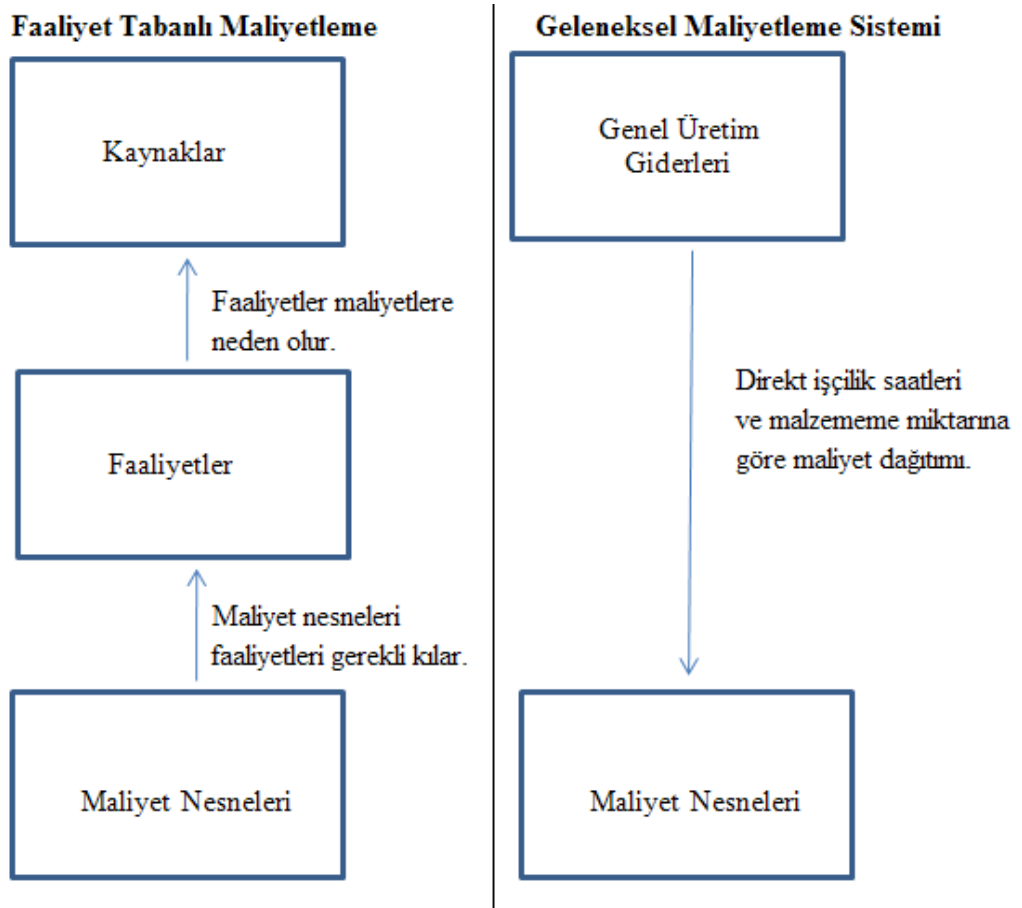 Faaliyet Tabanlı Maliyetleme
Kaynaklar
Faaliyetler maliyetlere
neden olur.
Faaliyetler
Maliyet nesneleri
faaliyetleri gerekli kılar.
Maliyet Nesneleri
Geleneksel Maliyetleme Sistemi
Genel Üretim
Giderleri
Direkt işçilik saatleri
ve malzememe miktarına
göre maliyet dağıtımı.
Maliyet Nesneleri